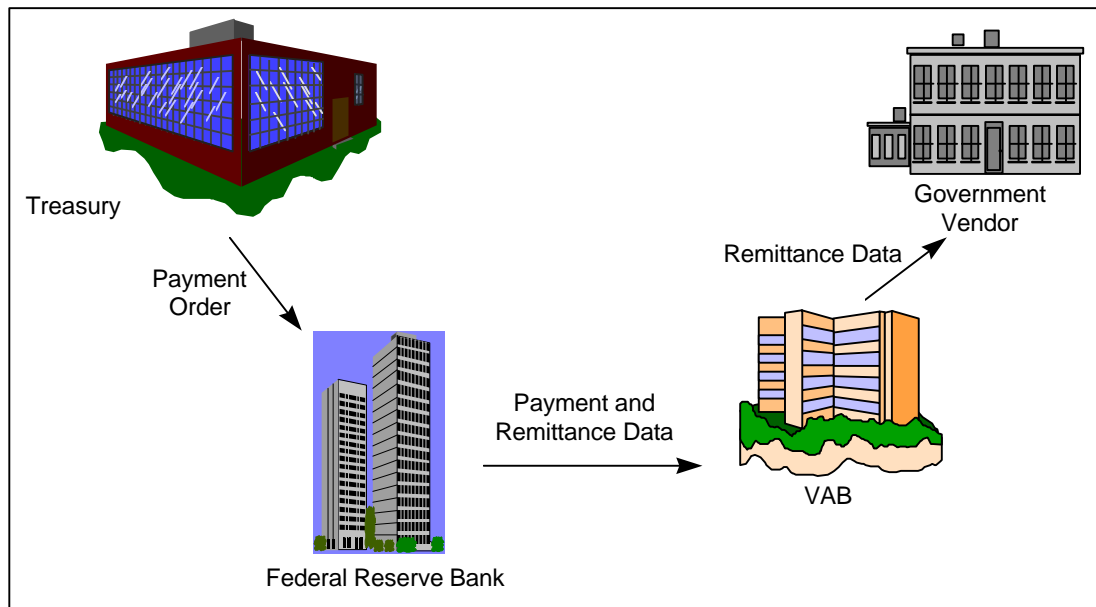 Treasury
Payment
Order
Federal Reserve Bank
Payment and
Remittance Data
VAB
Remittance Data
Government
Vendor